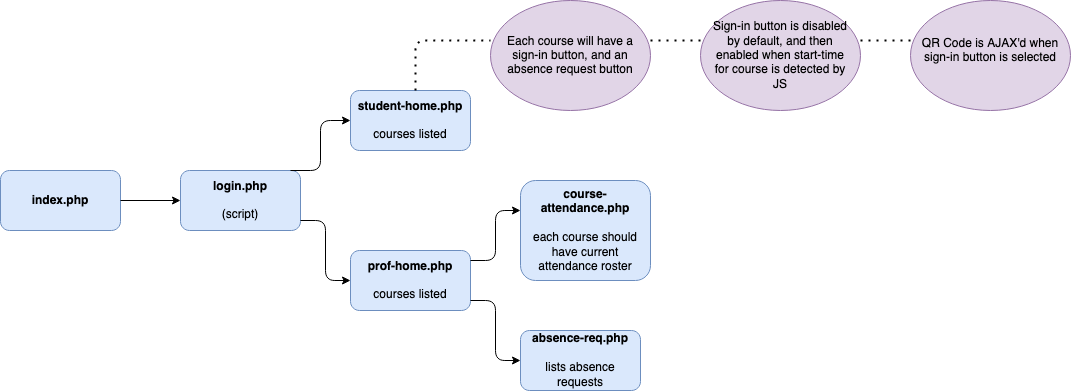 Each course will have a
sign-in button, and an
absence request button
Sign-in button is disabled
by default, and then
enabled when start-time
for course is detected by
JS
QR Code is AJAX'd when
sign-in button is selected
student-home.php
courses listed
index.php
login.php
(script)
course-
attendance.php
each course should
have current
attendance roster
prof-home.php
courses listed
absence-req.php
lists absence
requests